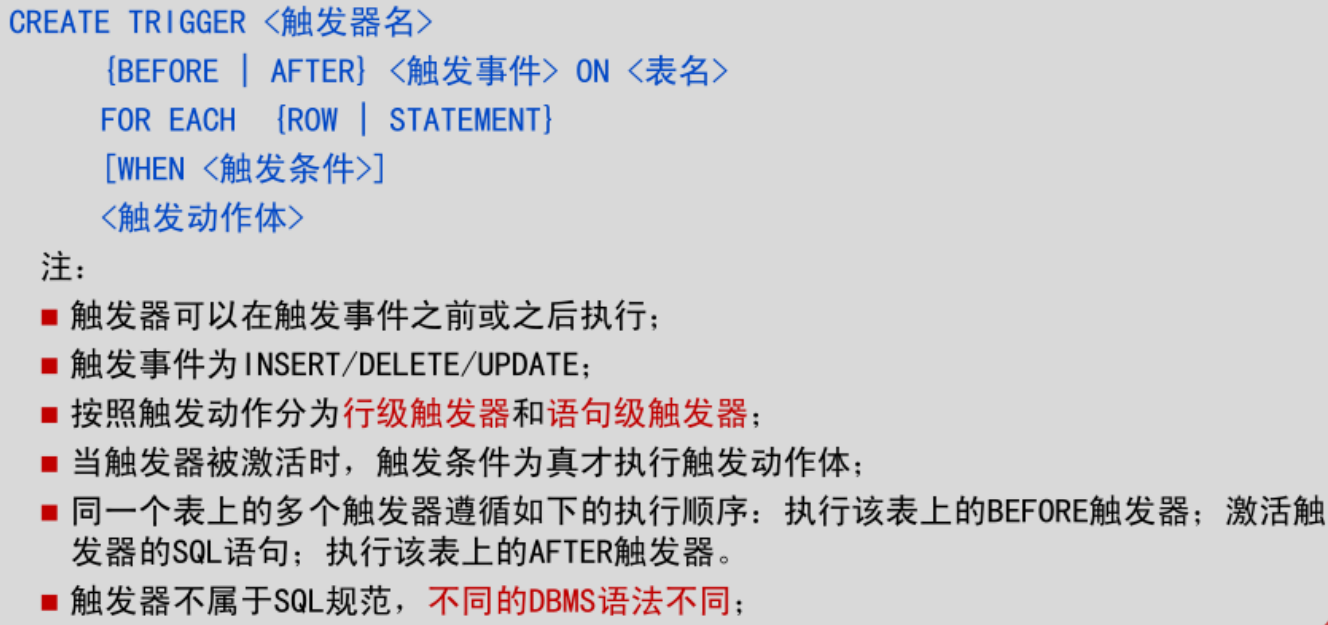 CREATE TRIGGER <触发器名>
{BEFORE | AFTER} <触发事件> ON <表名>
FOR EACH {ROW | STATEMENT}
[WHEN <触发条件>]
<触发动作体>
注：
■ 触发器可以在触发事件之前或之后执行；
■ 触发事件为INSERT/DELETE/UPDATE；
■ 按照触发动作分为行级触发器和语句级触发器；
■ 当触发器被激活时，触发条件为真才执行触发动作体；
■ 同一个表上的多个触发器遵循如下的执行顺序：执行该表上的BEFORE触发器；激活触
发器的SQL语句；执行该表上的AFTER触发器。
■ 触发器不属于SQL规范，不同的DBMS语法不同；